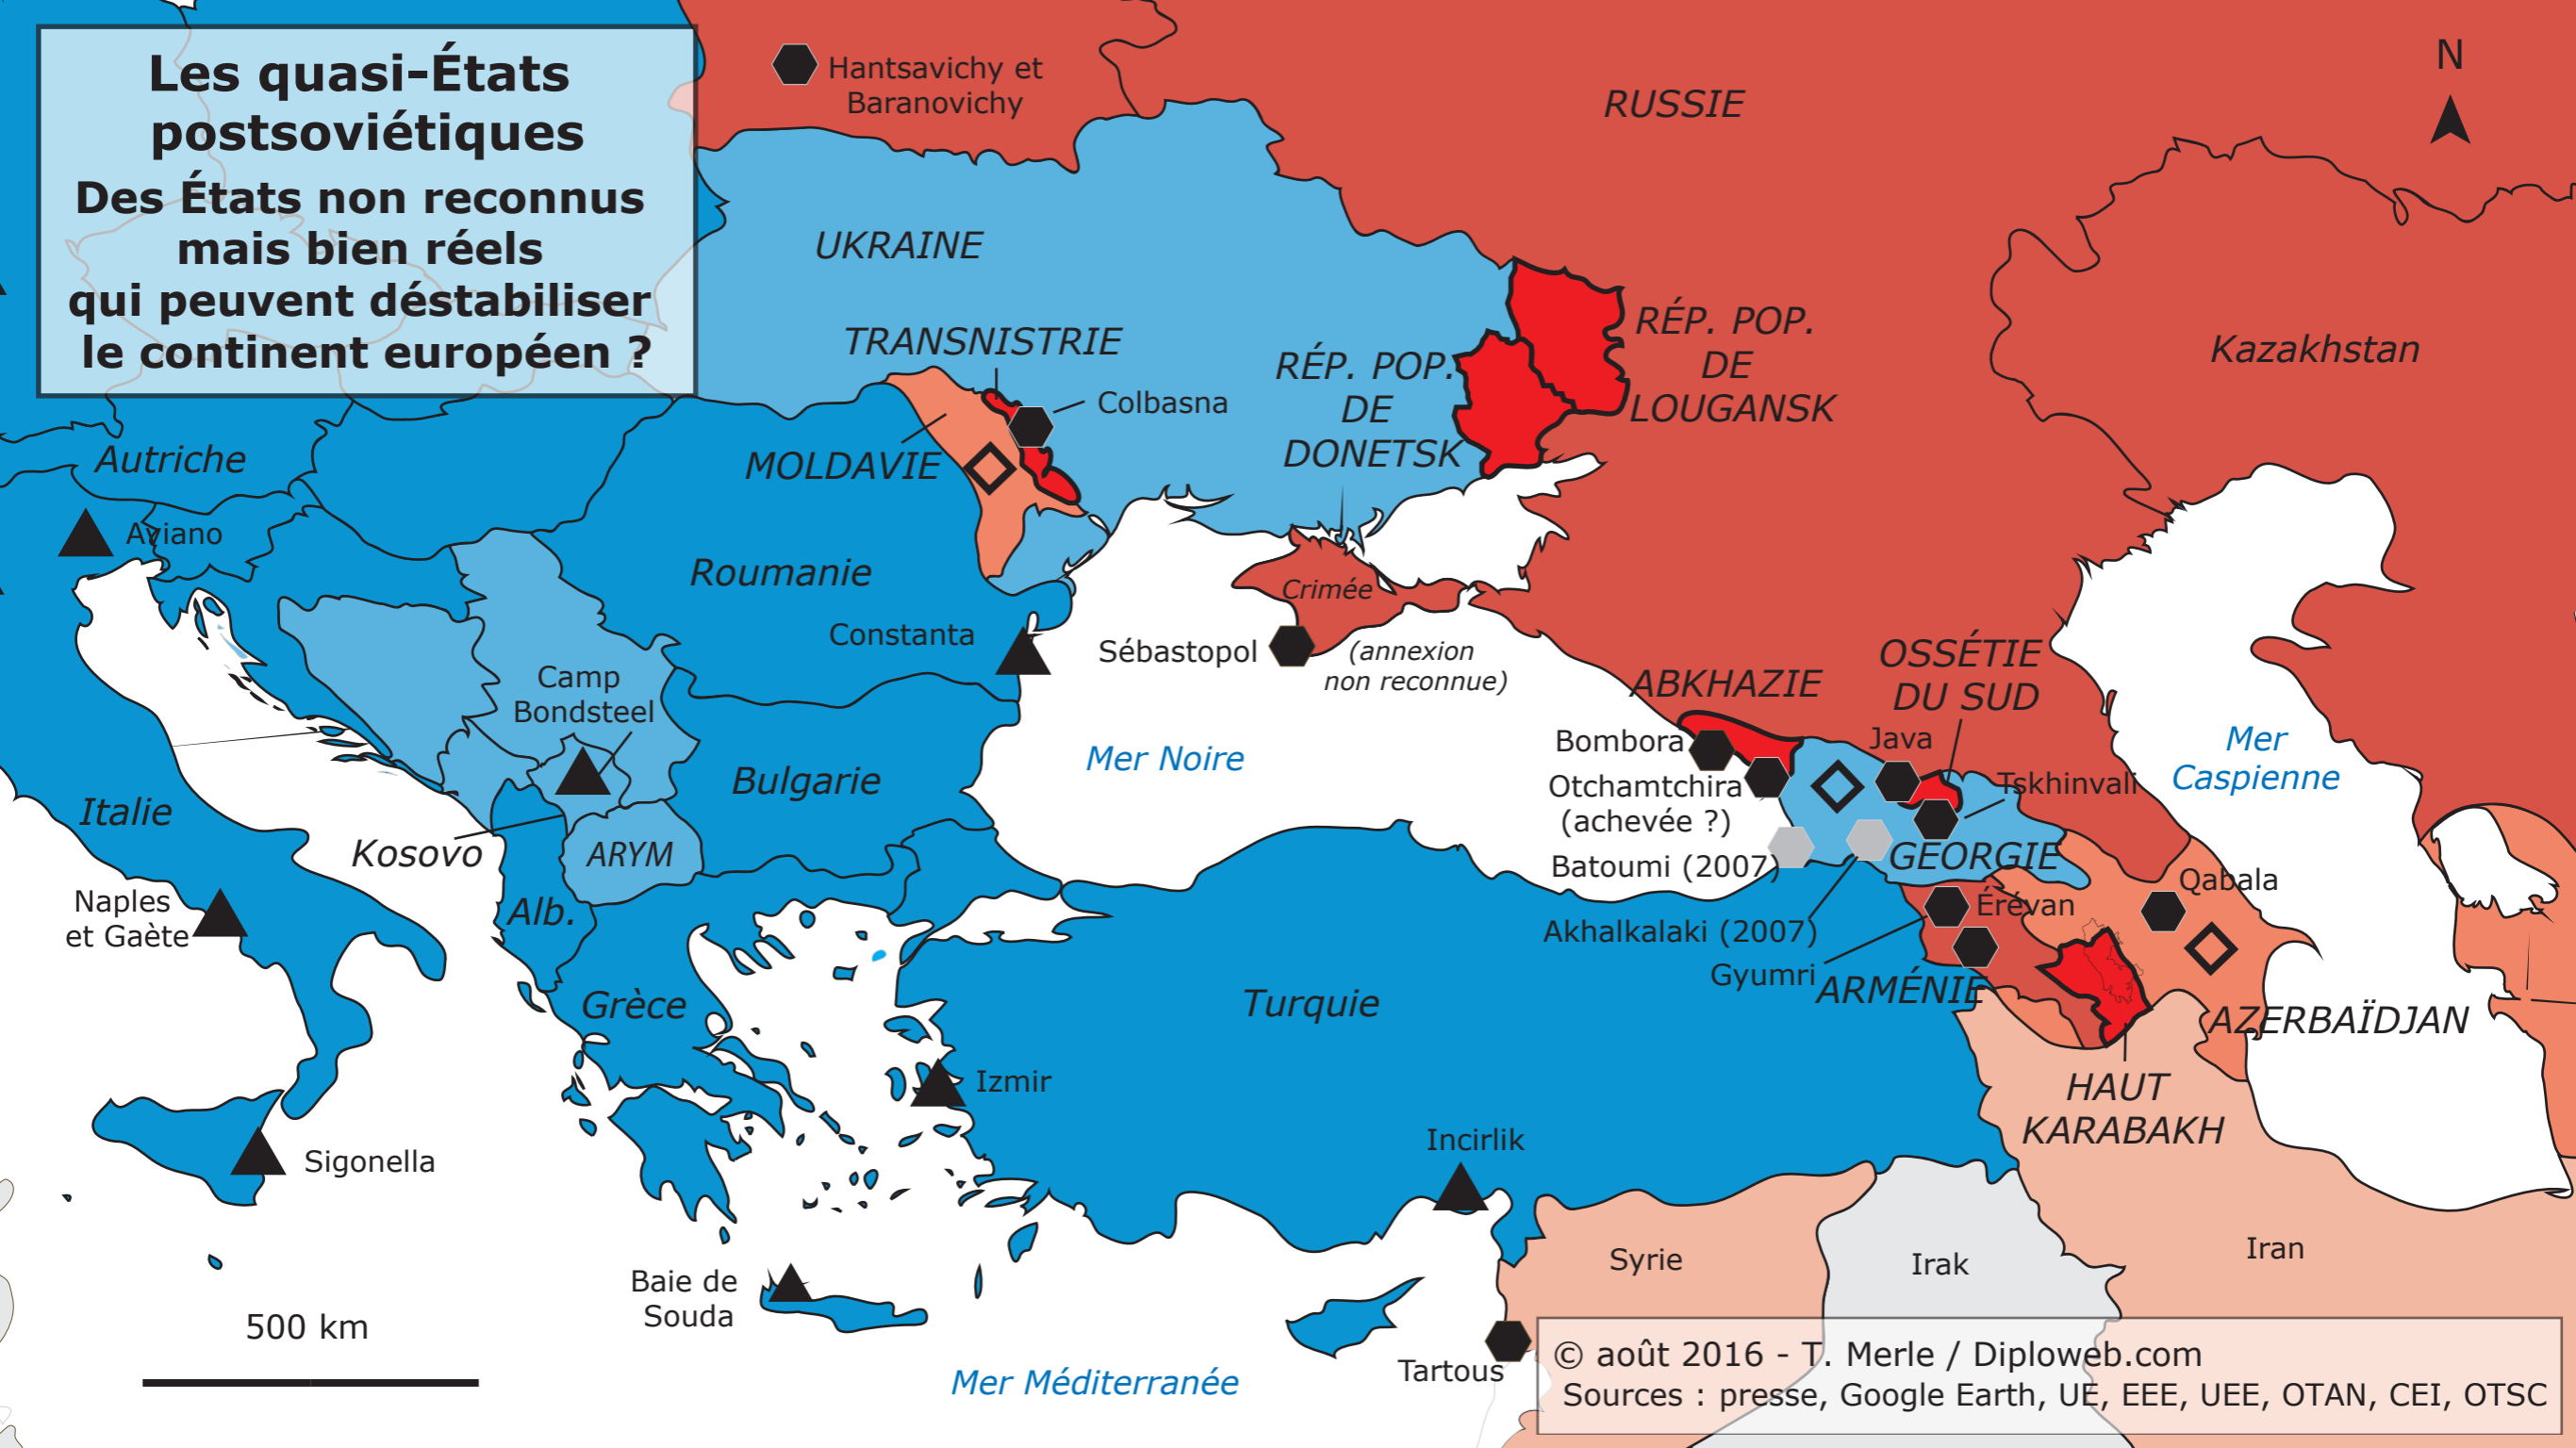 Les quasi-États
postsoviétiques
Des États non reconnus
mais bien réels
qui peuvent déstabiliser
le continent européen ?
Hantsavichy et
Baranovichy
RUSSIE
N
UKRAINE
TRANSNISTRIE
Colbasna
RÉP. POP.
DE
DONETSK
RÉP. POP.
DE
LOUGANSK
Kazakhstan
Autriche
MOLDAVIE
Aviano
Roumanie
Crimée
Constanta
Sébastopol
(annexion
non reconnue)
OSSÉTIE
DU SUD
ABKHAZIE
Camp
Bondsteel
Bombora
Java
Mer Noire
Mer
Caspienne
Bulgarie
Otchamtchira
(achevée ?)
Tskhinvali
Italie
Kosovo
ARYM
Batoumi (2007)
GEORGIE
Qabala
Naples
et Gaète
Alb.
Érévan
Akhalkalaki (2007)
Gyumri
ARMÉNIE
Grèce
Turquie
AZERBAÏDJAN
Izmir
HAUT
KARABAKH
Sigonella
Incirlik
Syrie
Irak
Iran
Baie de
Souda
500 km
Tartous
Mer Méditerranée
© août 2016 - T. Merle / Diploweb.com
Sources : presse, Google Earth, UE, EEE, UEE, OTAN, CEI, OTSC